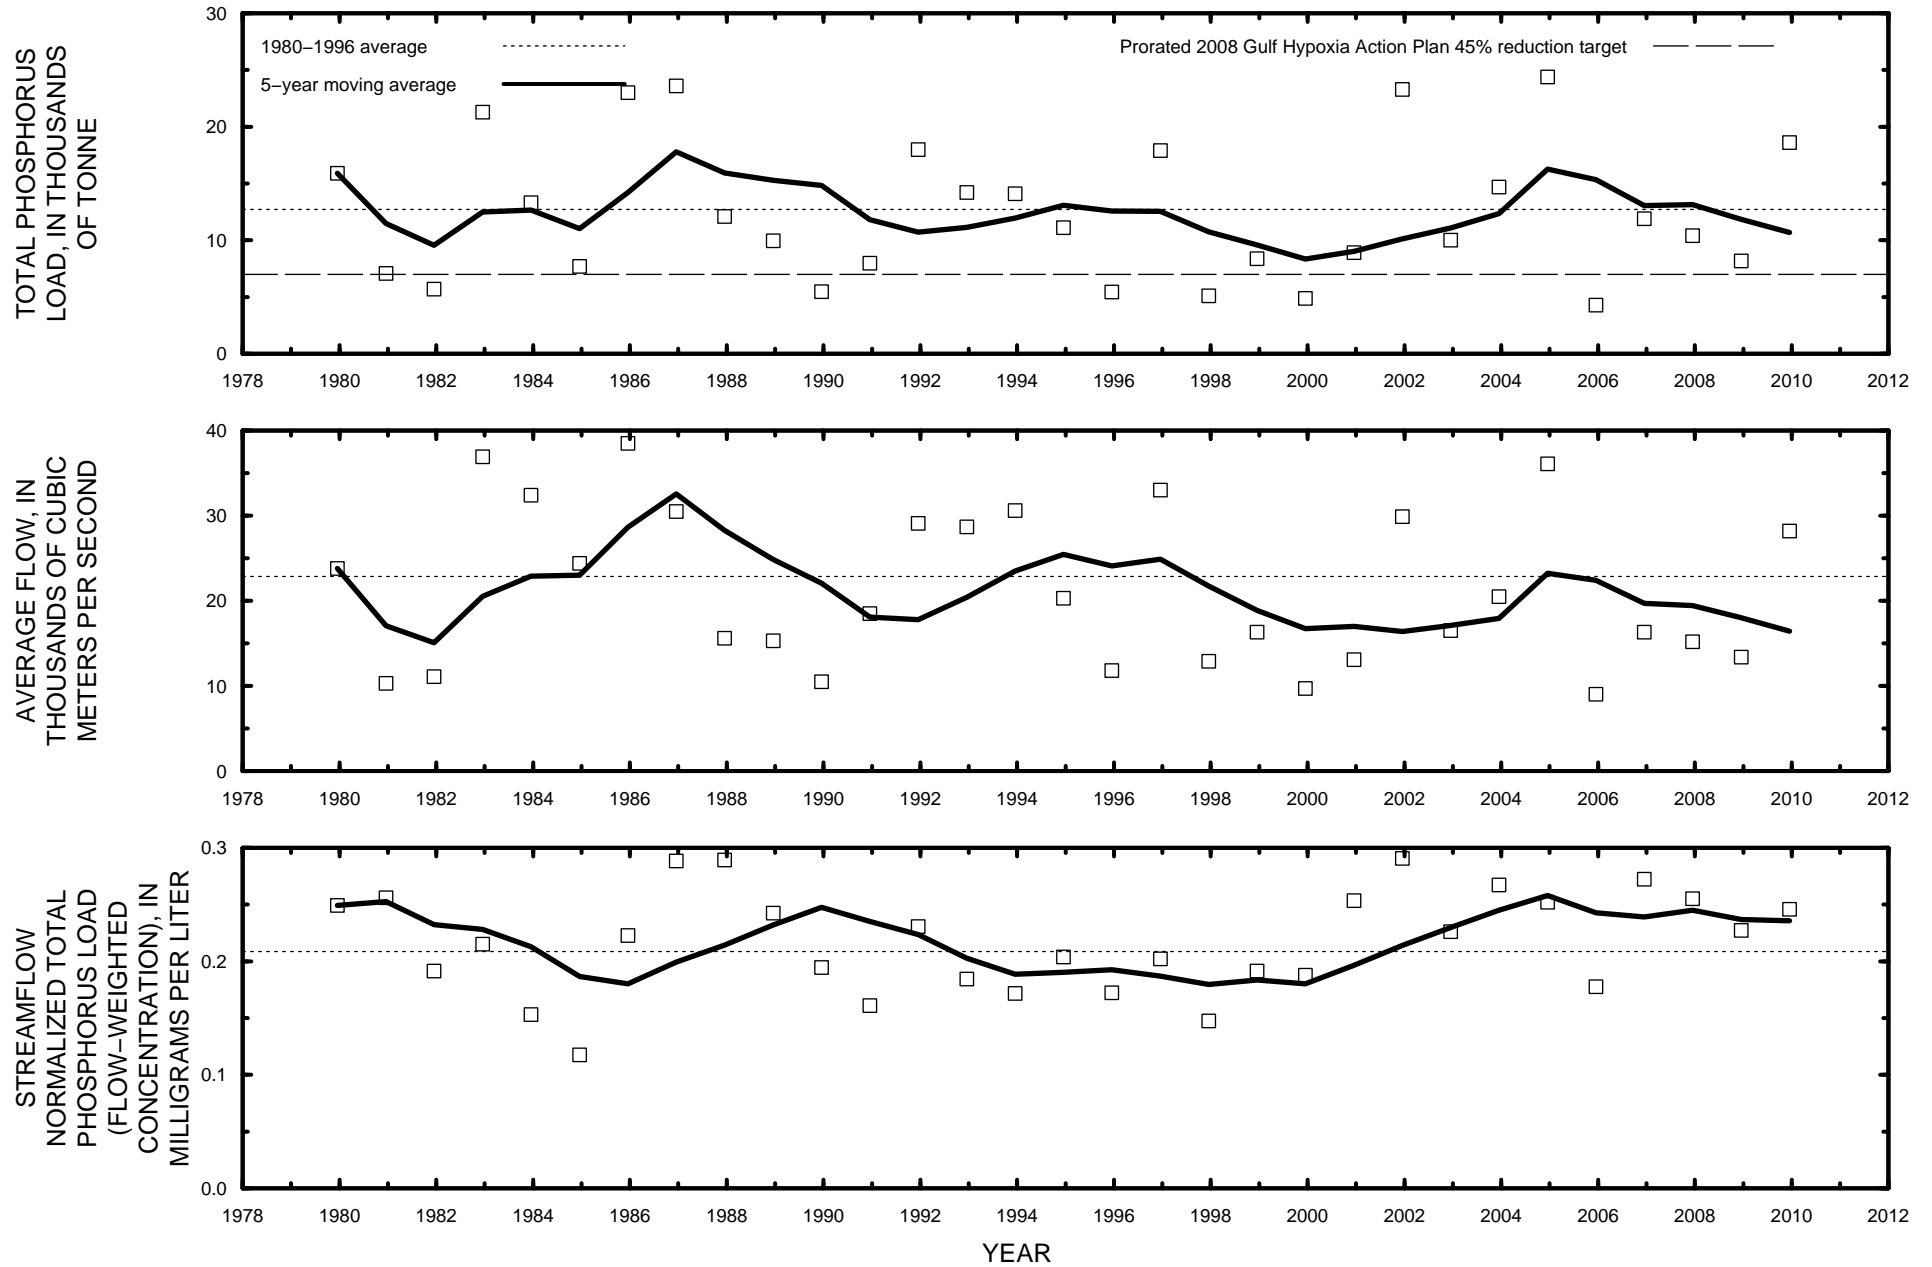 TOTAL PHOSPHORUS
LOAD, IN THOUSANDS
OF TONNE
30
20
10
0
1980–1996 average
5–year moving average
Prorated 2008 Gulf Hypoxia Action Plan 45% reduction target
1978 1980 1982 1984 1986 1988 1990 1992 1994 1996 1998 2000 2002 2004 2006 2008 2010 2012
AVERAGE FLOW, IN
THOUSANDS OF CUBIC
METERS PER SECOND
40
30
20
10
0
1978 1980 1982 1984 1986 1988 1990 1992 1994 1996 1998 2000 2002 2004 2006 2008 2010 2012
STREAMFLOW
NORMALIZED TOTAL
PHOSPHORUS LOAD
(FLOW–WEIGHTED
CONCENTRATION), IN
MILLIGRAMS PER LITER
0.3
0.2
0.1
0.0
1978 1980 1982 1984 1986 1988 1990 1992 1994 1996 1998 2000 2002 2004 2006 2008 2010 2012
YEAR